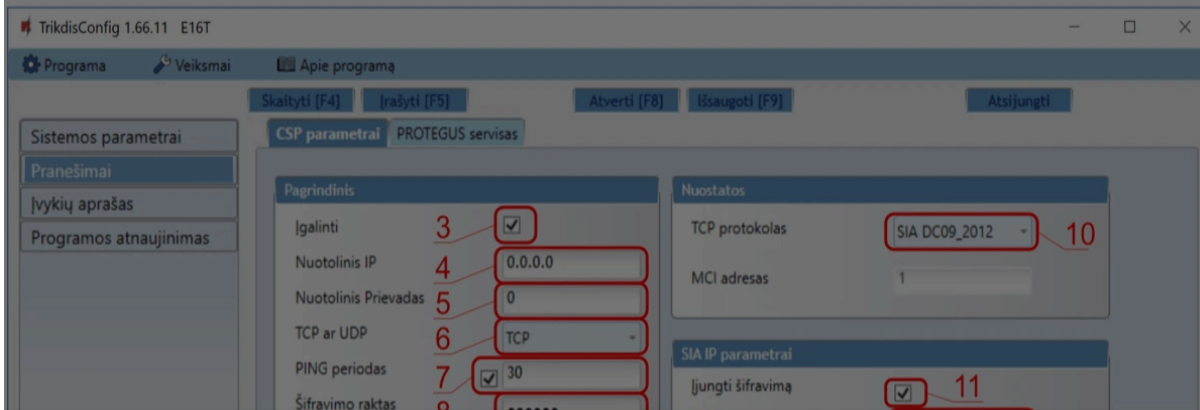 TrikdisConfig 1.66.11 E16T
Programa Veiksmai Apie programą
Skaityti [F4] Įrašyti [F5] Atverti [F8] Išsaugoti [F9] Atsijungti
Sistemos parametrai
Pranešimai
Įvykių aprašas
Programos atnaujinimas
CSP parametrai PROTEGUS servisas
Pagrindinis
Įgalinti 3
Nuotolinis IP 4 0.0.0.0
Nuotolinis Prievadas 5 0
TCP ar UDP 6 TCP
PING periodas 7 30
Šifravimo raktas 8 ••••••
Nuostatos
TCP protokolas SIA DC09_2012 10
MCI adresas 1
SIA IP parametrai
Įjungti šifravimą 11